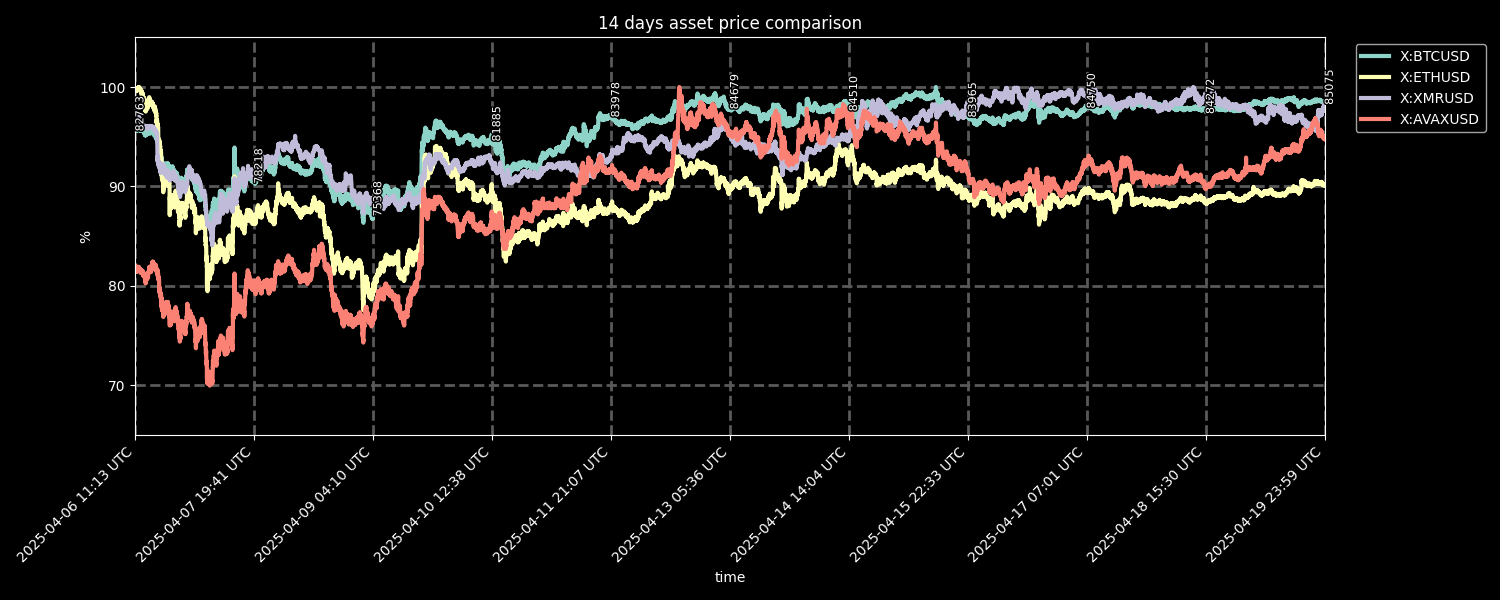 14 days asset price comparison
X:BTCUSD
X:ETHUSD
X:XMRUSD
X:AVAXUSD
100
90
80
70
%
78218
75368
81885
83978
84679
84510
83965
84750
84272
85075
2025-04-06 11:13 UTC
2025-04-07 19:41 UTC
2025-04-09 04:10 UTC
2025-04-10 12:38 UTC
2025-04-11 21:07 UTC
2025-04-13 05:36 UTC
2025-04-14 14:04 UTC
2025-04-15 22:33 UTC
2025-04-17 07:01 UTC
2025-04-18 15:30 UTC
2025-04-19 23:59 UTC
time